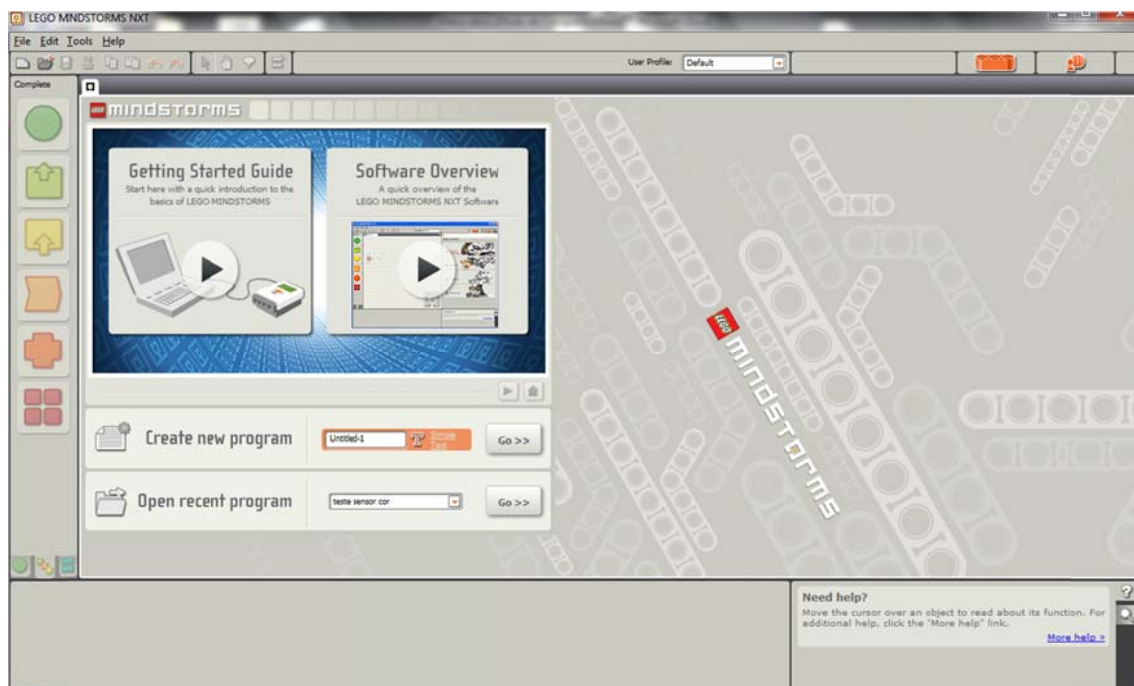 LEGO MINDSTORMS NXT
File Edit Tools Help
User Profile: Default
Complete
LEGO mindstorms
Getting Started Guide
Start here with a quick introduction to the
basics of LEGO MINDSTORMS
Software Overview
A quick overview of the
LEGO MINDSTORMS NXT Software
Create new program
Untitled-1
Go >>
Open recent program
teste sensor cor
Go >>
LEGO mindstorms
Need help?
Move the cursor over an object to read about its function. For
additional help, click the "More help" link.
More help »